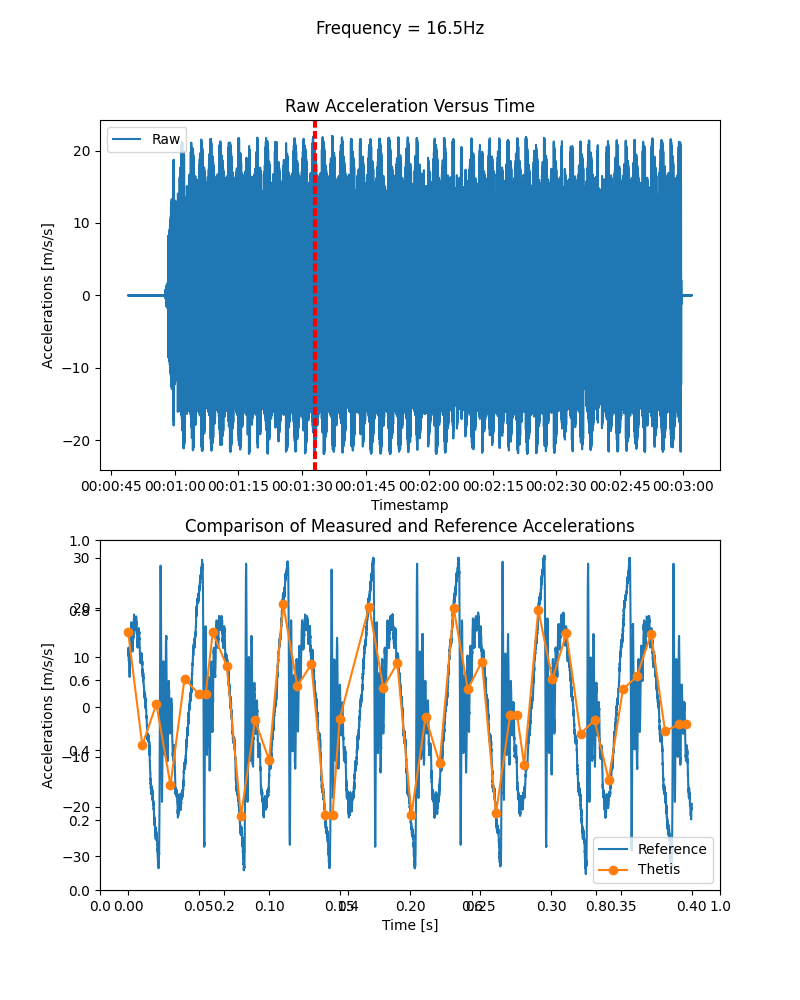 Frequency = 16.5Hz
Raw Acceleration Versus Time
Raw
20
10
0
−10
−20
Accelerations [m/s/s]
00:00:45 00:01:00 00:01:15 00:01:30 00:01:45 00:02:00 00:02:15 00:02:30 00:02:45 00:03:00
Timestamp
Comparison of Measured and Reference Accelerations
1.0
30
20
0.8
10
0.6
0
0.4
−10
−20
0.2
−30
0.0
Accelerations [m/s/s]
Reference
Thetis
0.0 0.00 0.05 0.2 0.10 0.15 0.4 0.20 0.6 0.25 0.30 0.8 0.35 0.40 1.0
Time [s]